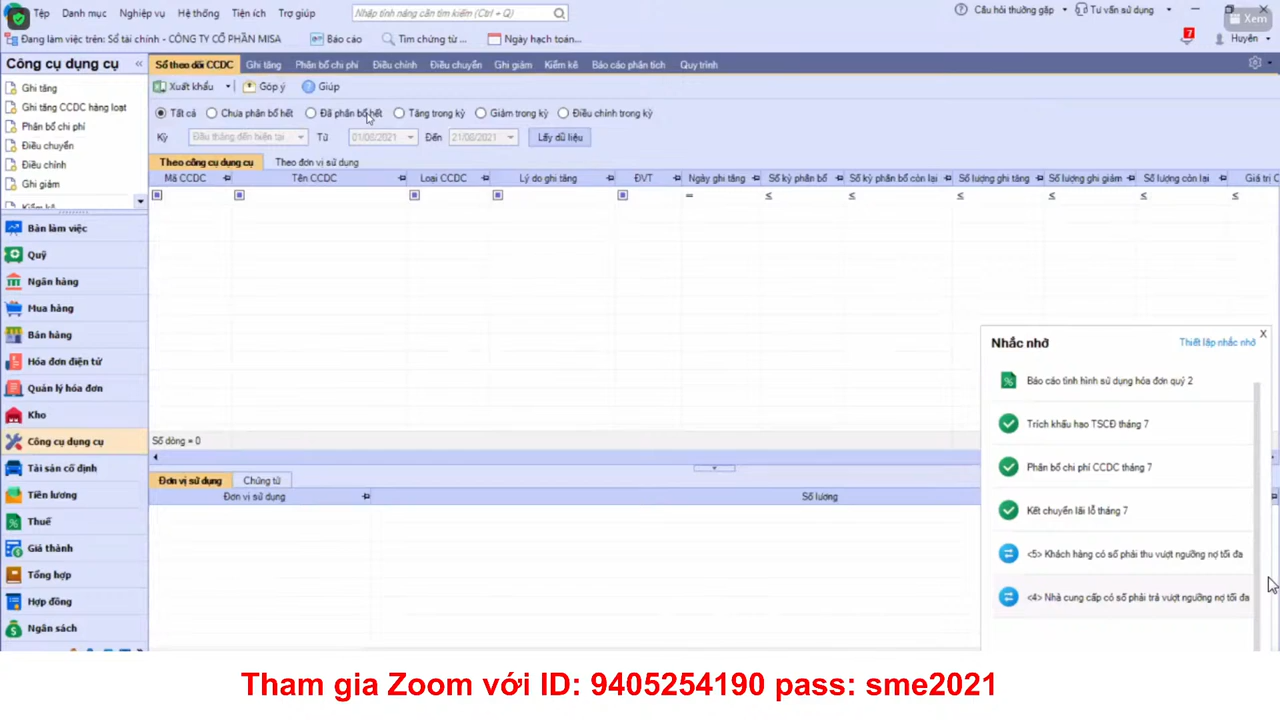 Tệp Danh mục Nghiệp vụ Hệ thống Tiện ích Trợ giúp Nhập tính năng cần tìm kiếm (Ctrl + Q) Câu hỏi thường gặp Tư vấn sử dụng Xem
Đang làm việc trên: Sổ tài chính - CÔNG TY CỔ PHẦN MISA Báo cáo Tìm chứng từ ... Ngày hạch toán... 7 Huyền
Công cụ dụng cụ « Sổ theo dõi CCDC Ghi tăng Phân bổ chi phí Điều chỉnh Điều chuyển Ghi giảm Kiểm kê Báo cáo phân tích Quy trình
Ghi tăng
Ghi tăng CCDC hàng loạt
Phân bổ chi phí
Điều chuyển
Điều chỉnh
Ghi giảm
Kiểm kê
Xuất khẩu Góp ý Giúp
Tất cả Chưa phân bổ hết Đã phân bổ hết Tăng trong kỳ Giảm trong kỳ Điều chỉnh trong kỳ
Kỳ Đầu tháng đến hiện tại Từ 01/08/2021 Đến 21/08/2021 Lấy dữ liệu
Theo công cụ dụng cụ Theo đơn vị sử dụng
Mã CCDC Tên CCDC Loại CCDC Lý do ghi tăng ĐVT Ngày ghi tăng Số kỳ phân bổ Số kỳ phân bổ còn lại Số lượng ghi tăng Số lượng ghi giảm Số lượng còn lại Giá trị C
= ≤ ≤ ≤ ≤ ≤ ≤
Bàn làm việc
Quỹ
Ngân hàng
Mua hàng
Bán hàng
Hóa đơn điện tử
Quản lý hóa đơn
Kho
Công cụ dụng cụ
Tài sản cố định
Tiền lương
Thuế
Giá thành
Tổng hợp
Hợp đồng
Ngân sách
Số dòng = 0
Đơn vị sử dụng Chứng từ
Đơn vị sử dụng Số lượng
Nhắc nhở Thiết lập nhắc nhở X
Báo cáo tình hình sử dụng hóa đơn quý 2
Trích khấu hao TSCĐ tháng 7
Phân bổ chi phí CCDC tháng 7
Kết chuyển lãi lỗ tháng 7
<5> Khách hàng có số phải thu vượt ngưỡng nợ tối đa
<4> Nhà cung cấp có số phải trả vượt ngưỡng nợ tối đa
Tham gia Zoom với ID: 9405254190 pass: sme2021